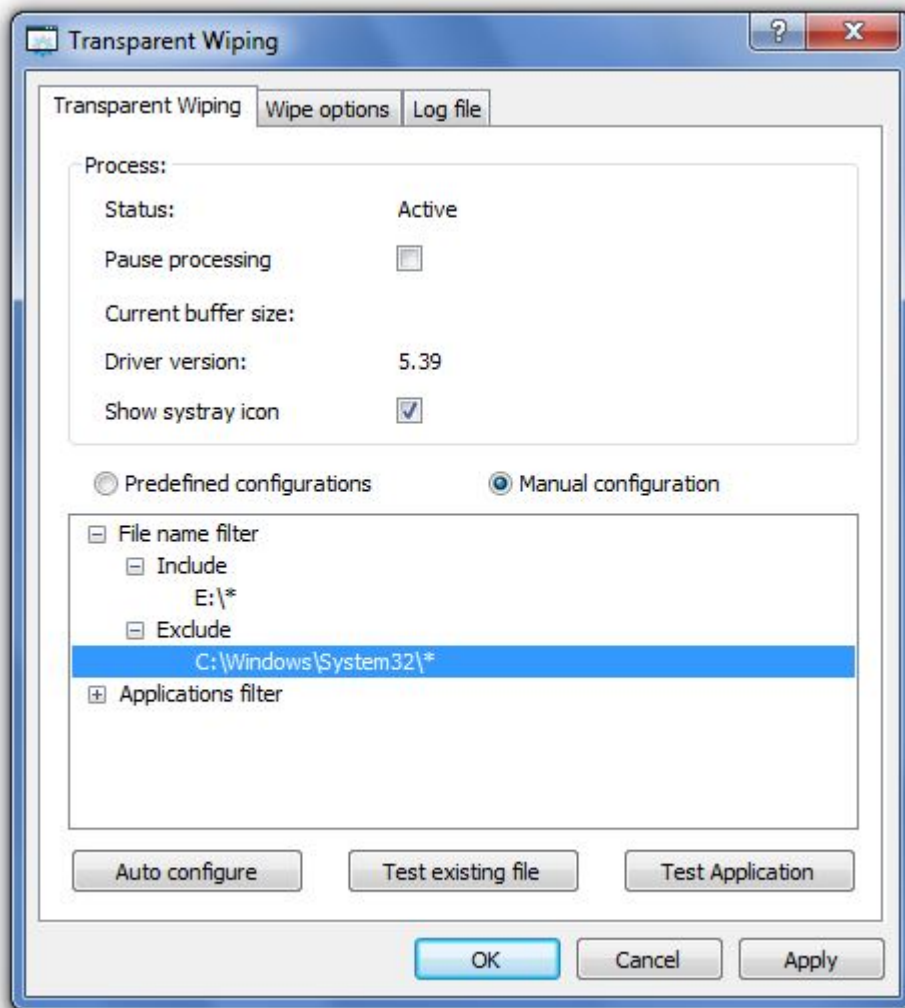 Transparent Wiping
Transparent Wiping Wipe options Log file
Process:
Status: Active
Pause processing
Current buffer size:
Driver version: 5.39
Show systray icon
Predefined configurations Manual configuration
File name filter
Include
E:\*
Exclude
C:\Windows\System32\*
Applications filter
Auto configure Test existing file Test Application
OK Cancel Apply